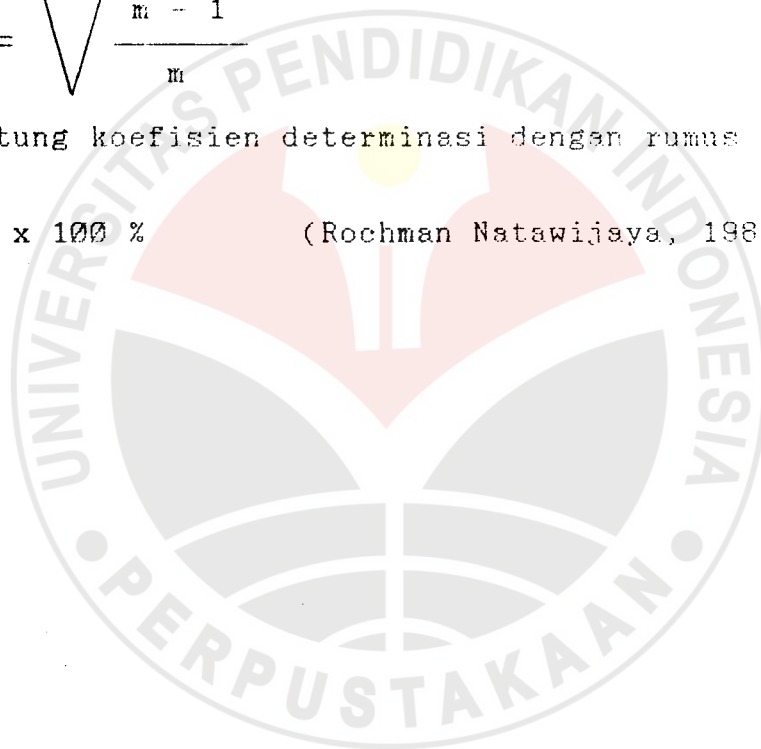 = √ m - 1
m
tung koefisien determinasi dengan rumus
x 100 % (Rochman Natawijaya, 198
UNIVERSITAS PENDIDIKAN INDONESIA
• PERPUSTAKAAN •